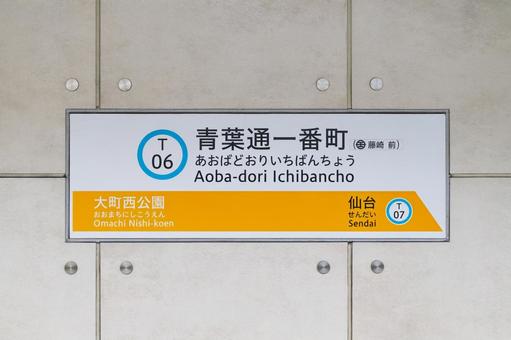 T
06
青葉通一番町
(藤崎 前)
あおばどおりいちばんちょう
Aoba-dori Ichibancho
大町西公園
おおまちにしこうえん
Omachi Nishi-koen
仙台
せんだい
Sendai
T
07